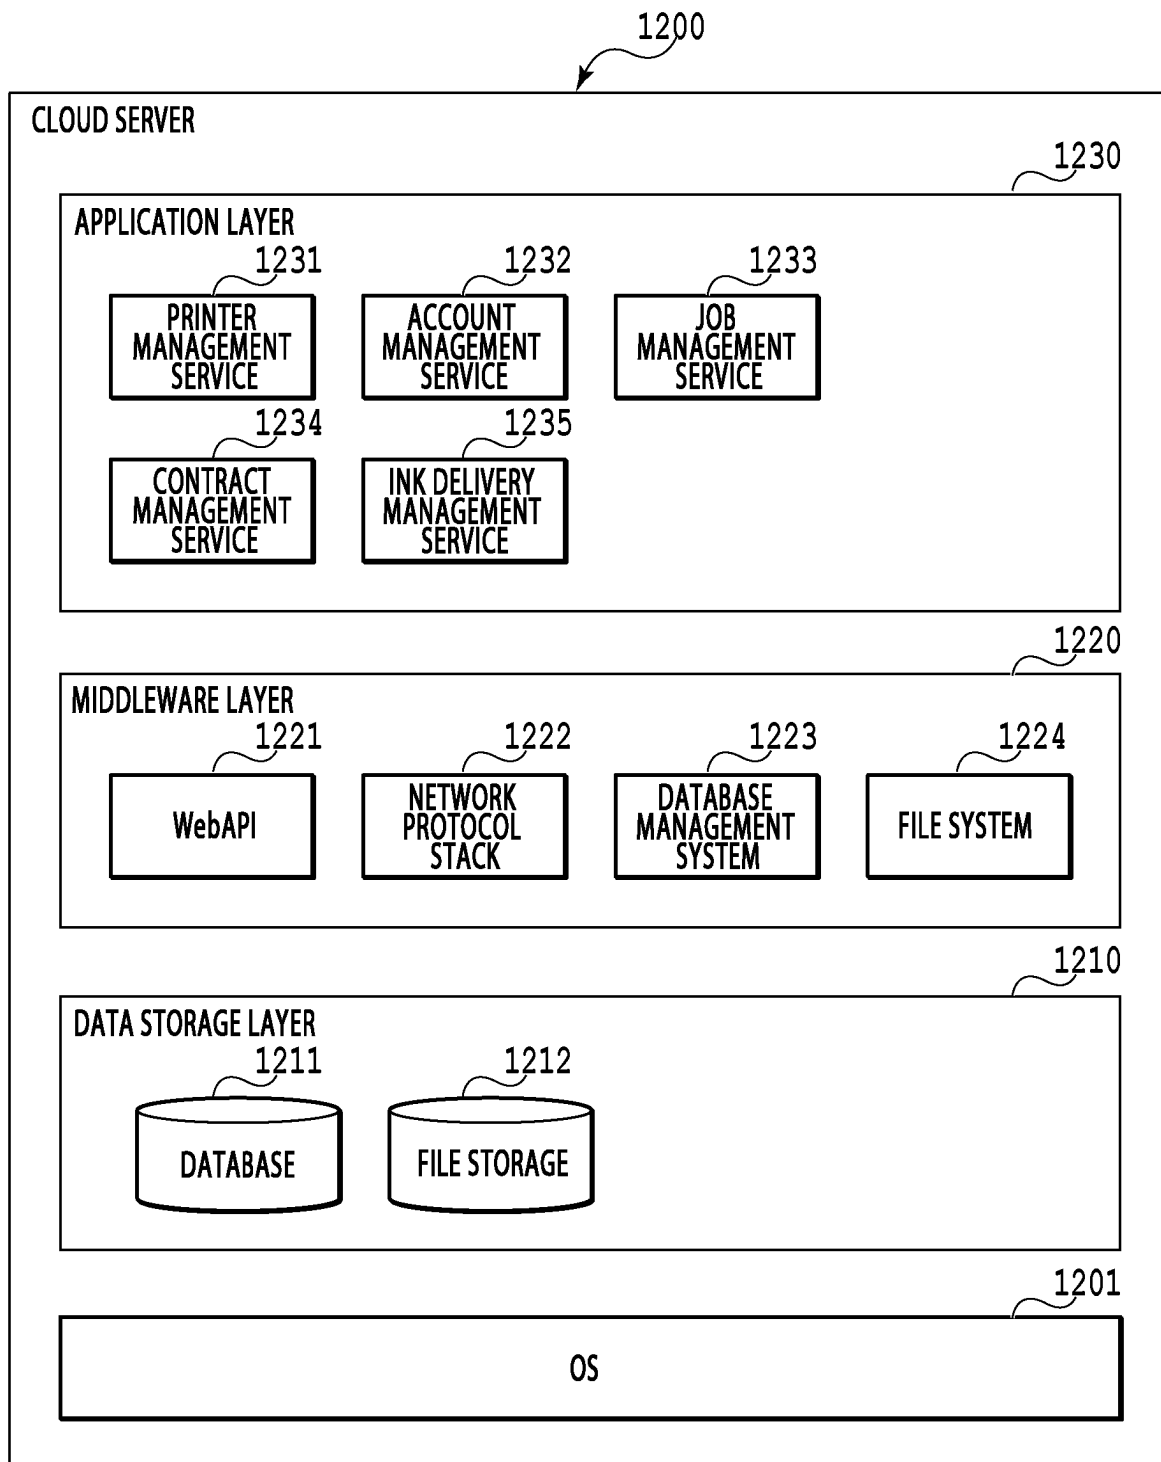 1200
CLOUD SERVER
1230
APPLICATION LAYER
1231
1232
1233
PRINTER
MANAGEMENT
SERVICE
ACCOUNT
MANAGEMENT
SERVICE
JOB
MANAGEMENT
SERVICE
1234
1235
CONTRACT
MANAGEMENT
SERVICE
INK DELIVERY
MANAGEMENT
SERVICE
1220
MIDDLEWARE LAYER
1221
1222
1223
1224
WebAPI
NETWORK
PROTOCOL
STACK
DATABASE
MANAGEMENT
SYSTEM
FILE SYSTEM
1210
DATA STORAGE LAYER
1211
1212
DATABASE
FILE STORAGE
1201
OS